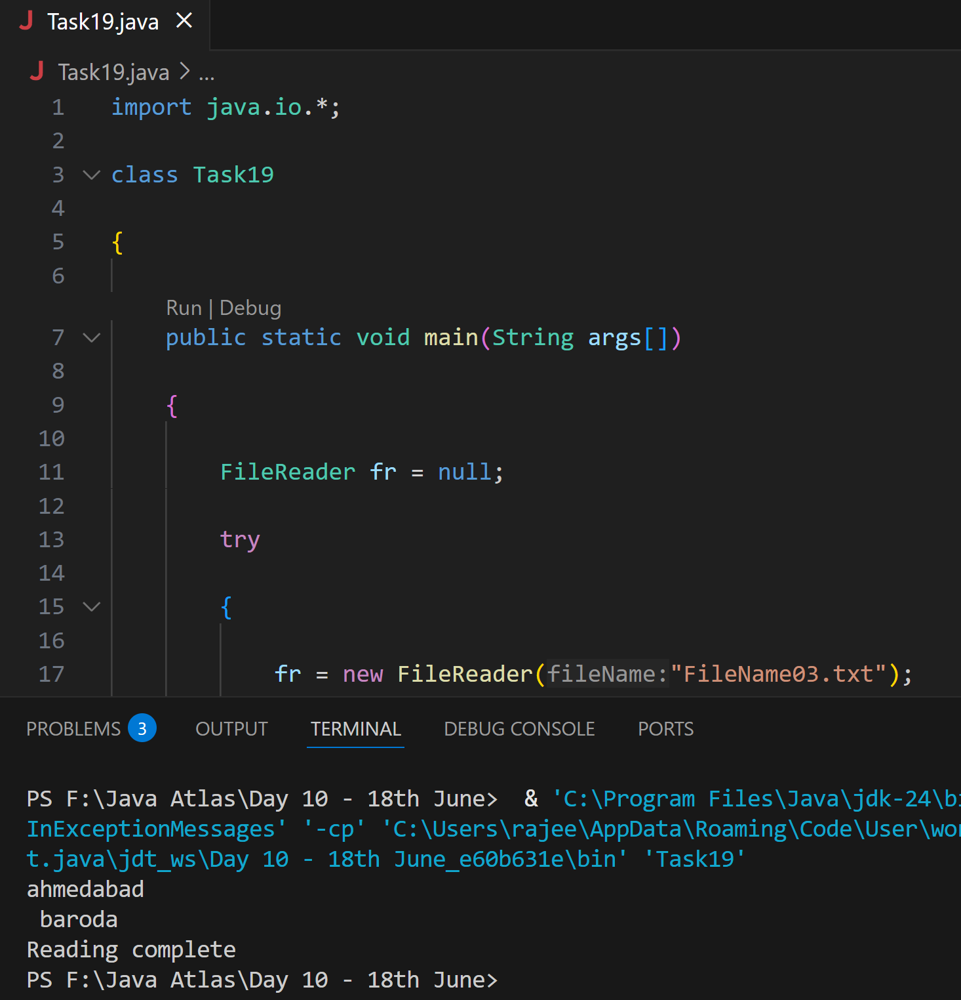 J Task19.java ×
J Task19.java > ...
1 import java.io.*;
2
3 class Task19
4
5 {
6
Run | Debug
7 public static void main(String args[])
8
9 {
10
11 FileReader fr = null;
12
13 try
14
15 {
16
17 fr = new FileReader(fileName:"FileName03.txt");
PROBLEMS 3 OUTPUT TERMINAL DEBUG CONSOLE PORTS
PS F:\Java Atlas\Day 10 - 18th June>  & 'C:\Program Files\Java\jdk-24\bi
InExceptionMessages' '-cp' 'C:\Users\rajee\AppData\Roaming\Code\User\wor
t.java\jdt_ws\Day 10 - 18th June_e60b631e\bin' 'Task19'
ahmedabad
 baroda
Reading complete
PS F:\Java Atlas\Day 10 - 18th June>